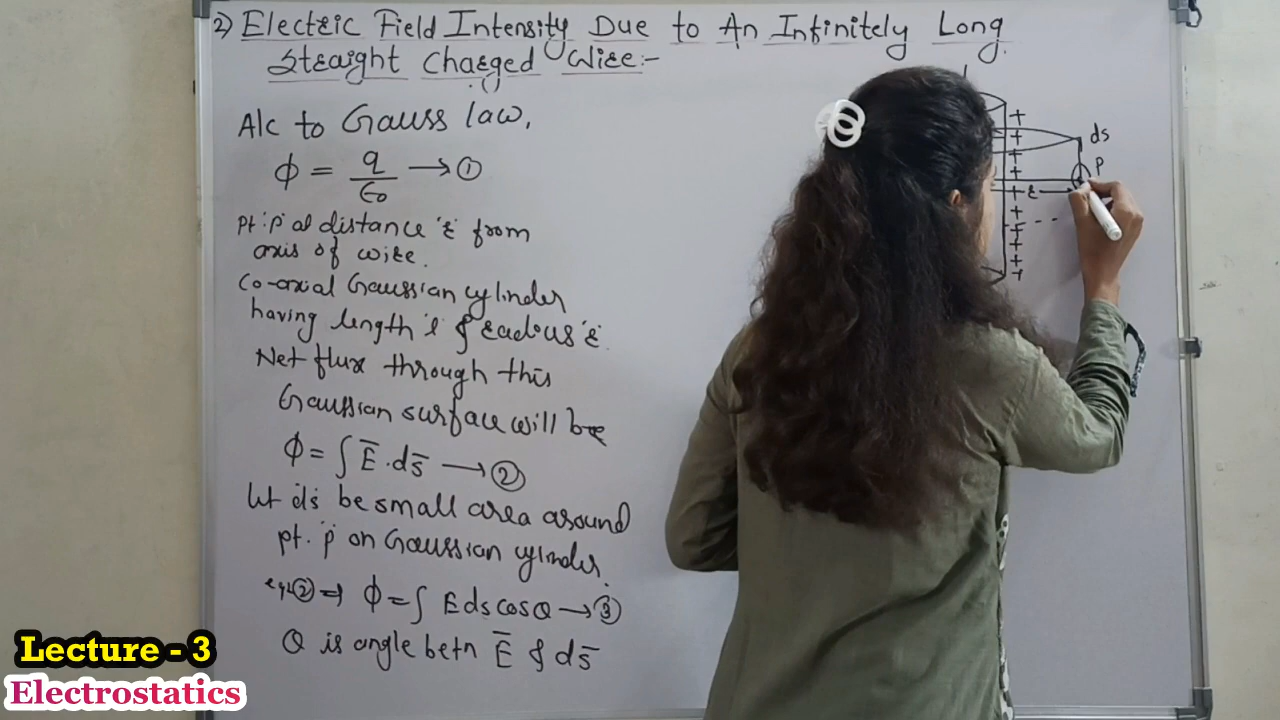 2) Electric Field Intensity Due to An Infinitely Long
Straight Charged Wire:-
A/c to Gauss law,
ϕ = q/ε₀ → ①
pt. 'p' at distance 'r' from
axis of wire.
Co-axial Gaussian cylinder
having length 'l' & radius 'r'.
Net flux through this
Gaussian surface will be
ϕ = ∫ E̅ . ds̅ → ②
let 'ds' be small area around
pt. 'p' on Gaussian cylinder.
eqn ② ⇒ ϕ = ∫ E ds cosθ → ③
θ is angle betn E̅ & ds̅
+
+
+
+
+
+
+
+
+
+
ds
P
r
Lecture - 3
Electrostatics